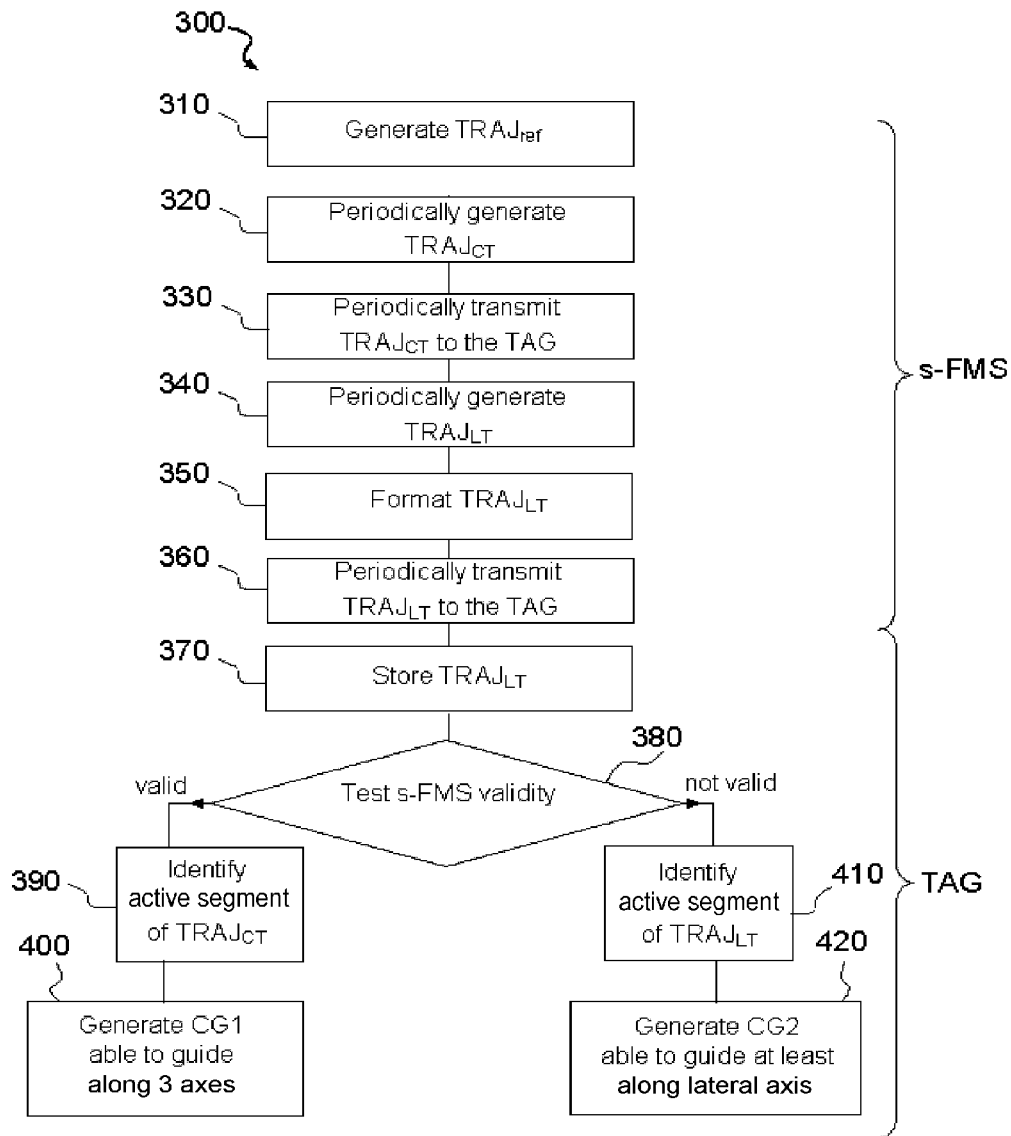 300
310
Generate TRAJref
320
Periodically generate
TRAJCT
330
Periodically transmit
TRAJCT to the TAG
s-FMS
340
Periodically generate
TRAJLT
350
Format TRAJLT
360
Periodically transmit
TRAJLT to the TAG
370
Store TRAJLT
380
valid
Test s-FMS validity
not valid
390
Identify
active segment
of TRAJCT
Identify
active segment
of TRAJLT
410
TAG
400
Generate CG1
able to guide
along 3 axes
420
Generate CG2
able to guide at least
along lateral axis